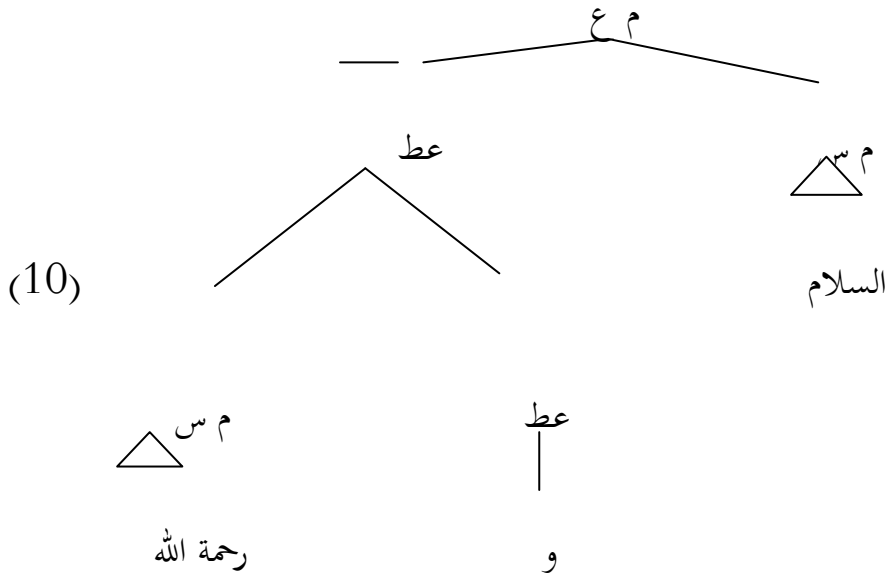 م ع
م س عط
السلام (10)
عط م س
و رحمة الله